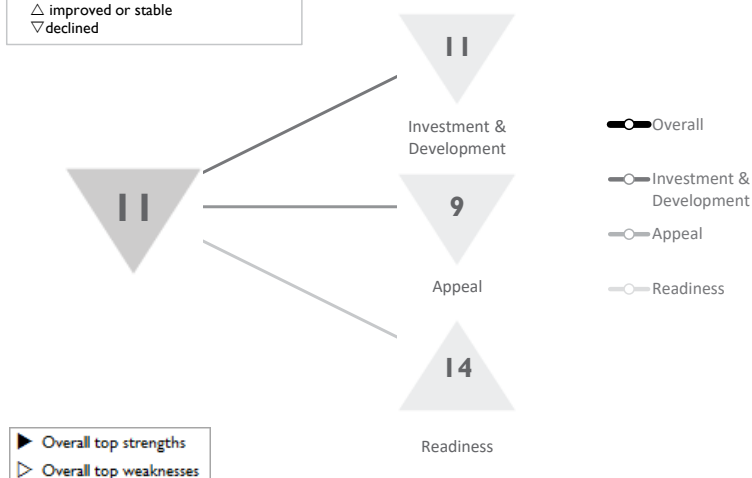 △ improved or stable
▽ declined
11
Investment &
Development
11
9
Appeal
14
Readiness
Overall
Investment &
Development
Appeal
Readiness
▶ Overall top strengths
▷ Overall top weaknesses